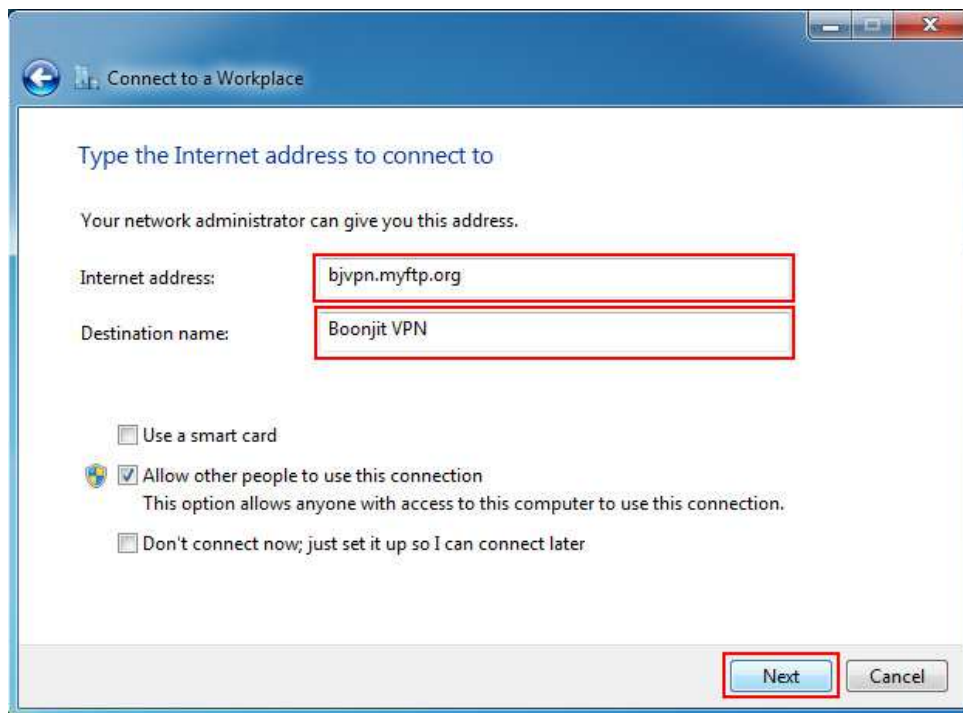 Connect to a Workplace
Type the Internet address to connect to
Your network administrator can give you this address.
Internet address: bjvpn.myftp.org
Destination name: Boonjit VPN
Use a smart card
Allow other people to use this connection
This option allows anyone with access to this computer to use this connection.
Don't connect now; just set it up so I can connect later
Next Cancel